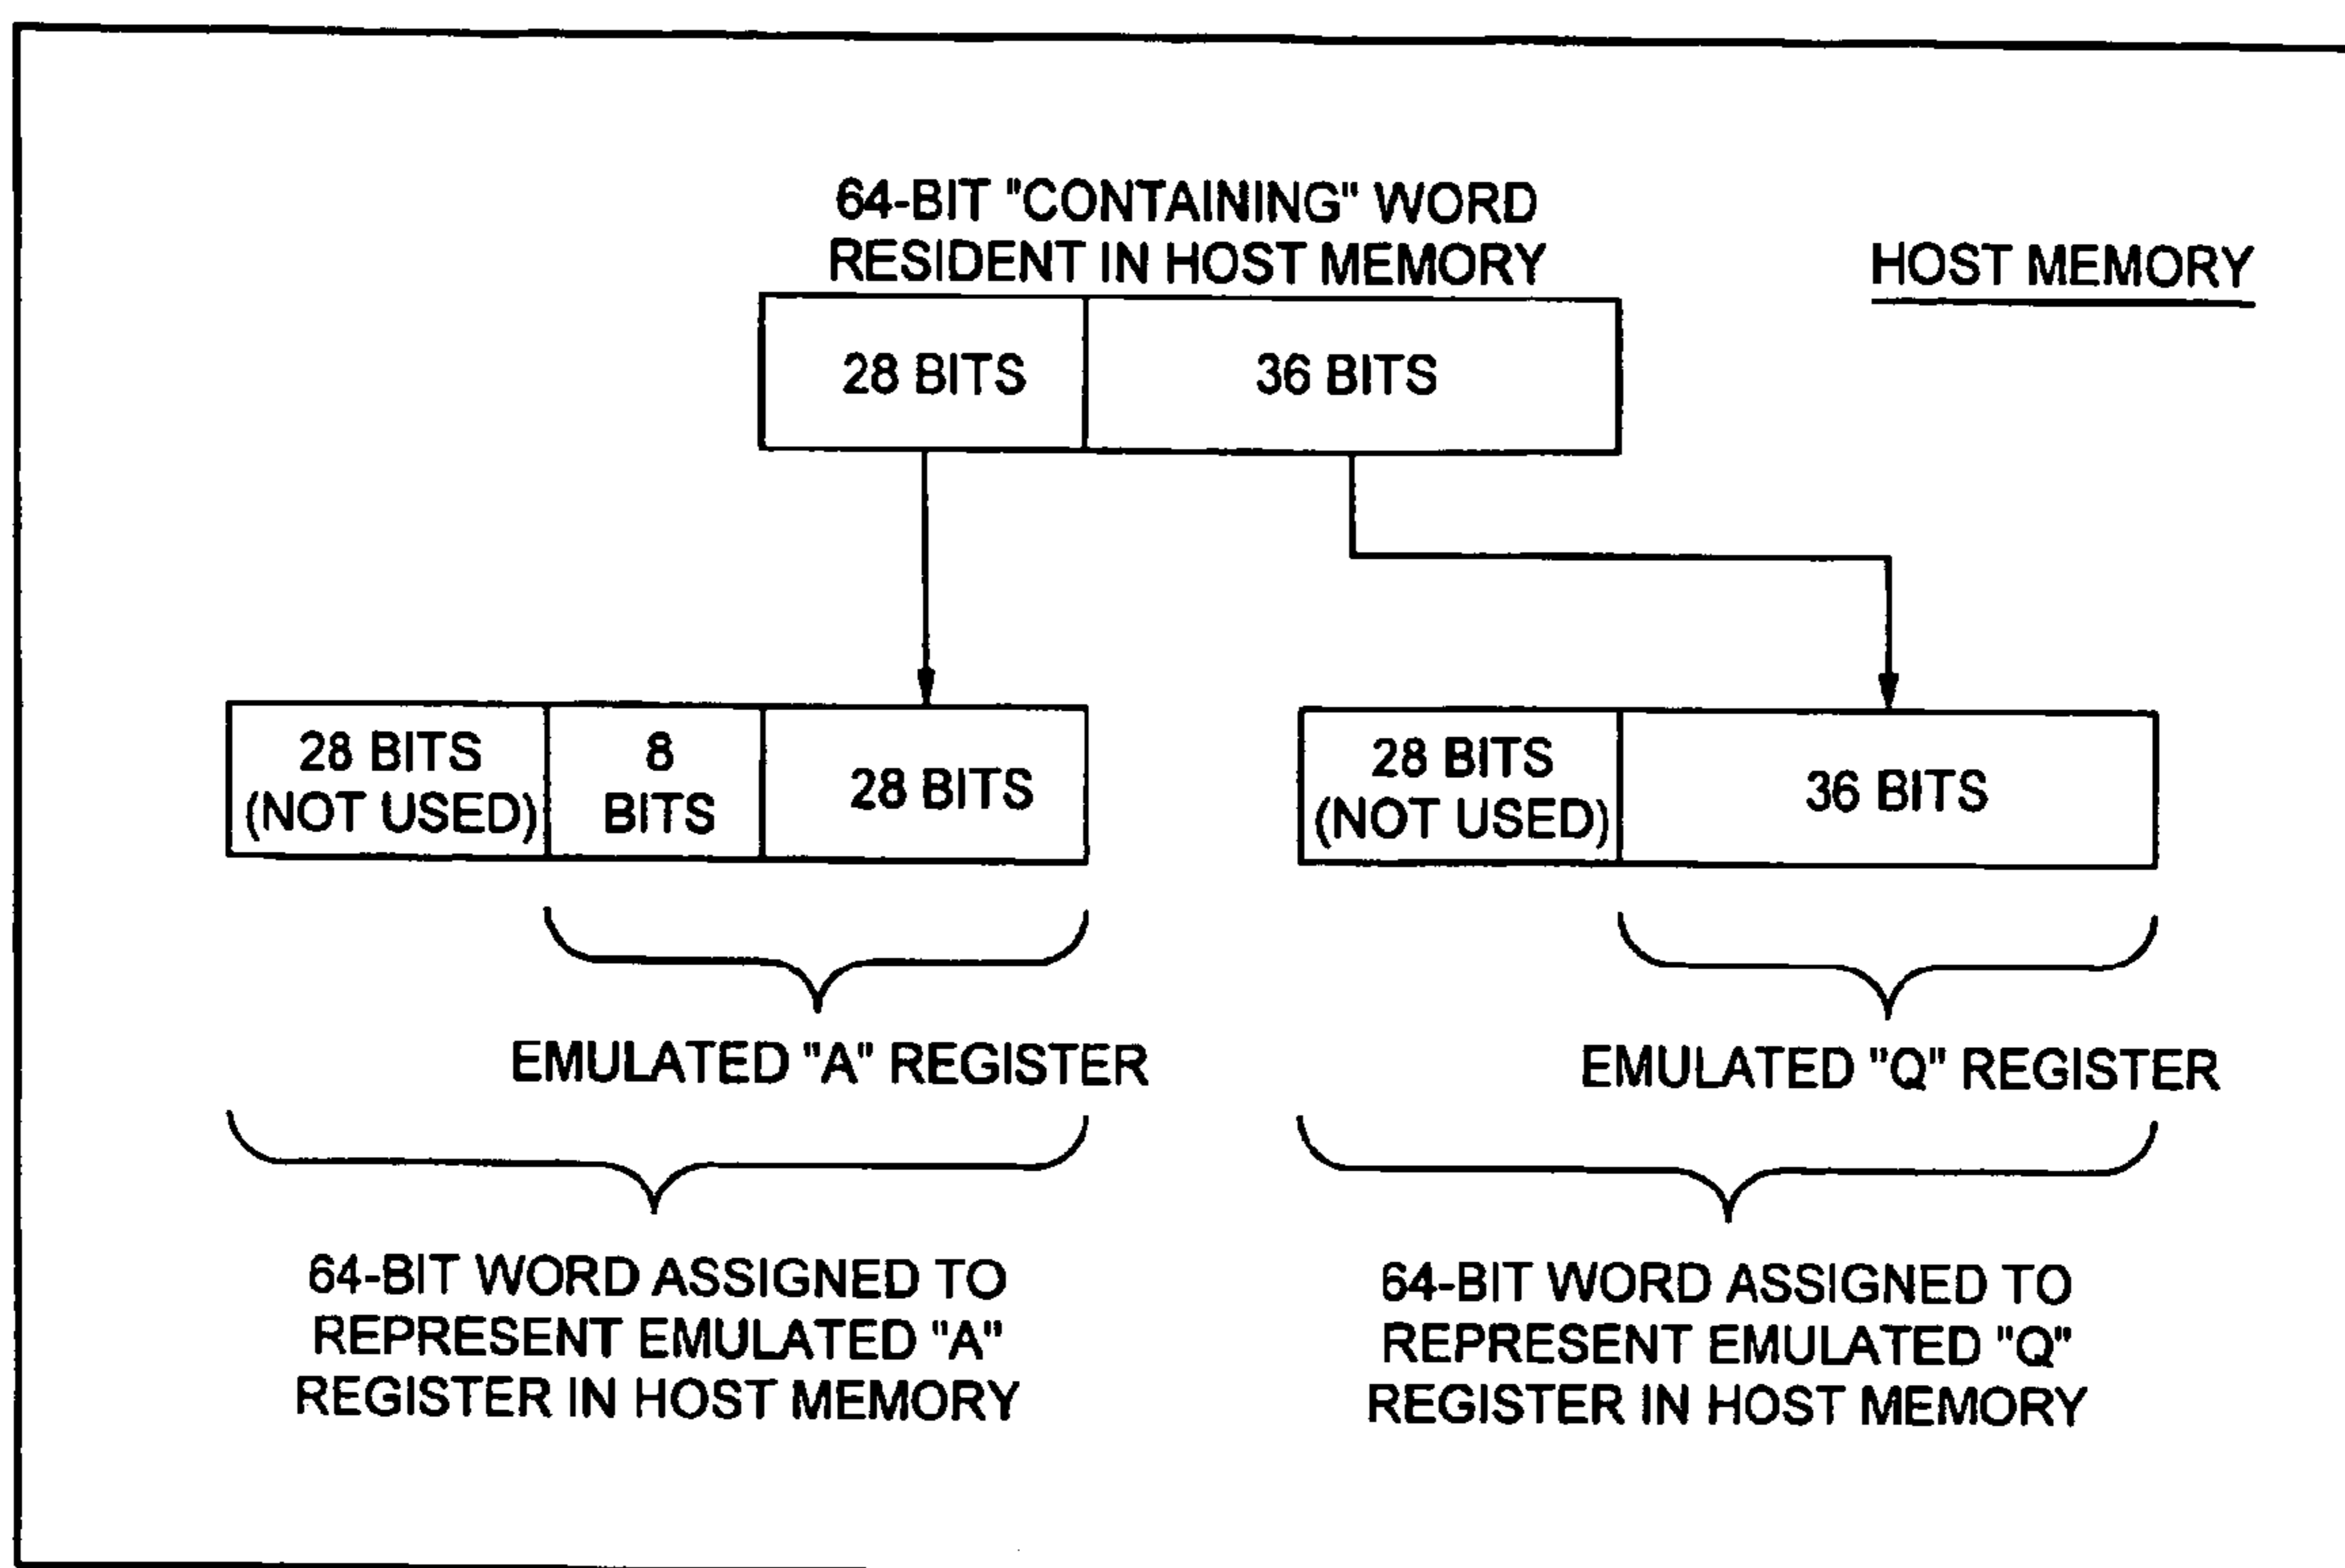 64-BIT "CONTAINING" WORD
RESIDENT IN HOST MEMORY
HOST MEMORY
28 BITS
36 BITS
28 BITS
(NOT USED)
8
BITS
28 BITS
28 BITS
(NOT USED)
36 BITS
EMULATED "A" REGISTER
EMULATED "Q" REGISTER
64-BIT WORD ASSIGNED TO
REPRESENT EMULATED "A"
REGISTER IN HOST MEMORY
64-BIT WORD ASSIGNED TO
REPRESENT EMULATED "Q"
REGISTER IN HOST MEMORY